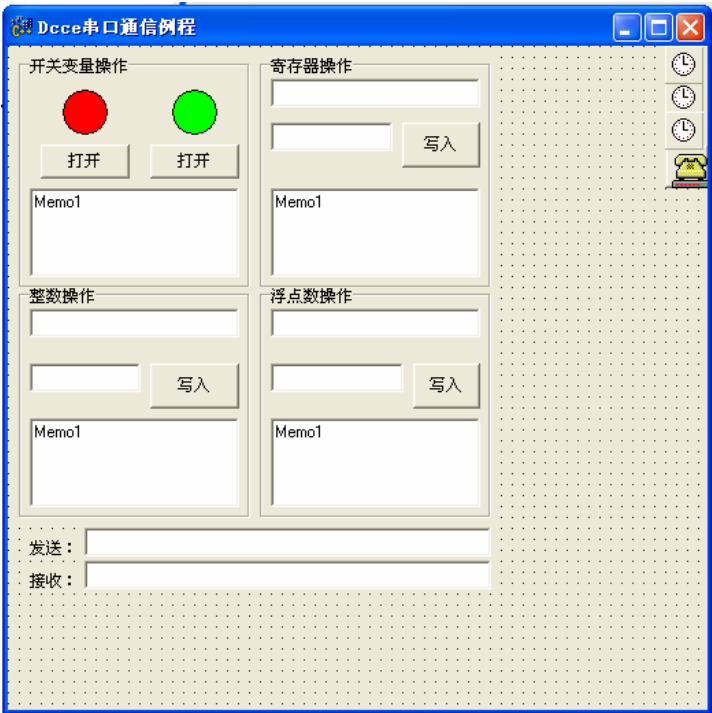 Dcce串口通信例程
开关变量操作
打开 打开
Memo1
寄存器操作
写入
Memo1
整数操作
写入
Memo1
浮点数操作
写入
Memo1
发送：
接收：